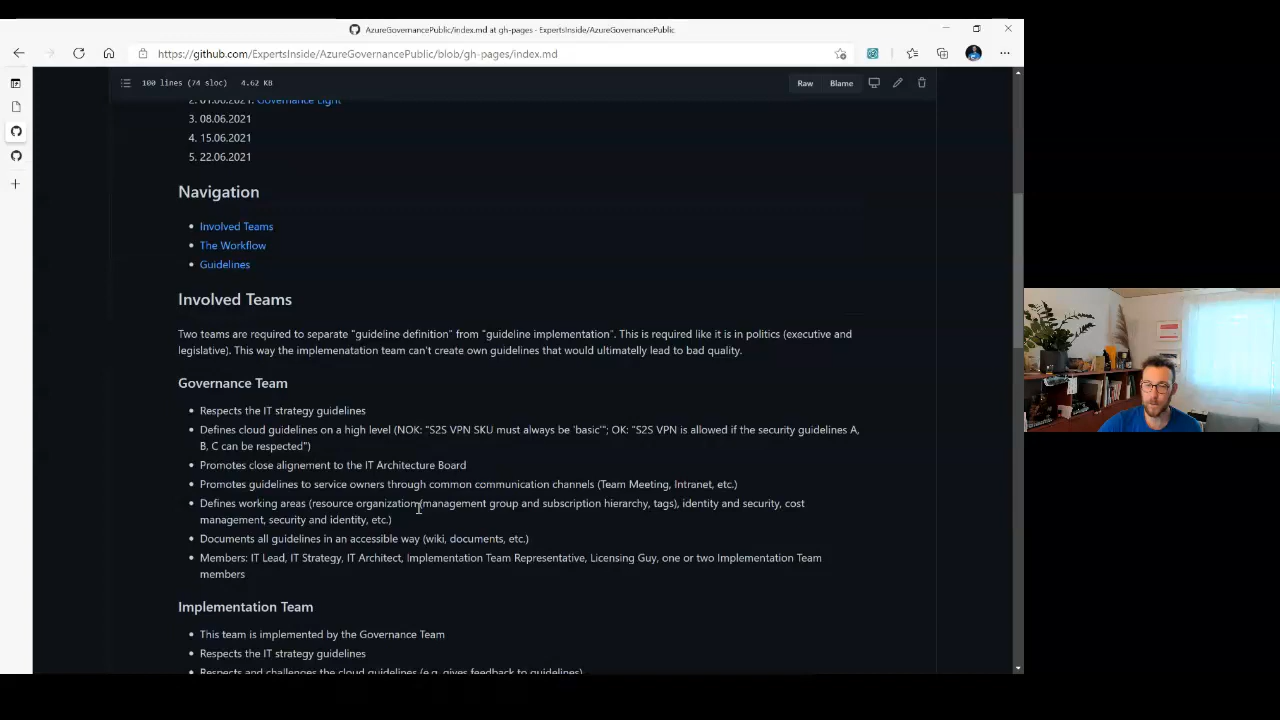 AzureGovernancePublic/index.md at gh-pages · ExpertsInside/AzureGovernancePublic
https://github.com/ExpertsInside/AzureGovernancePublic/blob/gh-pages/index.md
100 lines (74 sloc) 4.62 KB
Raw Blame
2. 01.06.2021: Governance Light
3. 08.06.2021
4. 15.06.2021
5. 22.06.2021
Navigation
• Involved Teams
• The Workflow
• Guidelines
Involved Teams
Two teams are required to separate "guideline definition" from "guideline implementation". This is required like it is in politics (executive and
legislative). This way the implemenatation team can't create own guidelines that would ultimatelly lead to bad quality.
Governance Team
• Respects the IT strategy guidelines
• Defines cloud guidelines on a high level (NOK: "S2S VPN SKU must always be 'basic'"; OK: "S2S VPN is allowed if the security guidelines A,
B, C can be respected")
• Promotes close alignement to the IT Architecture Board
• Promotes guidelines to service owners through common communication channels (Team Meeting, Intranet, etc.)
• Defines working areas (resource organization(management group and subscription hierarchy, tags), identity and security, cost
management, security and identity, etc.)
• Documents all guidelines in an accessible way (wiki, documents, etc.)
• Members: IT Lead, IT Strategy, IT Architect, Implementation Team Representative, Licensing Guy, one or two Implementation Team
members
Implementation Team
• This team is implemented by the Governance Team
• Respects the IT strategy guidelines
• Respects and challenges the cloud guidelines (e.g. gives feedback to guidelines)